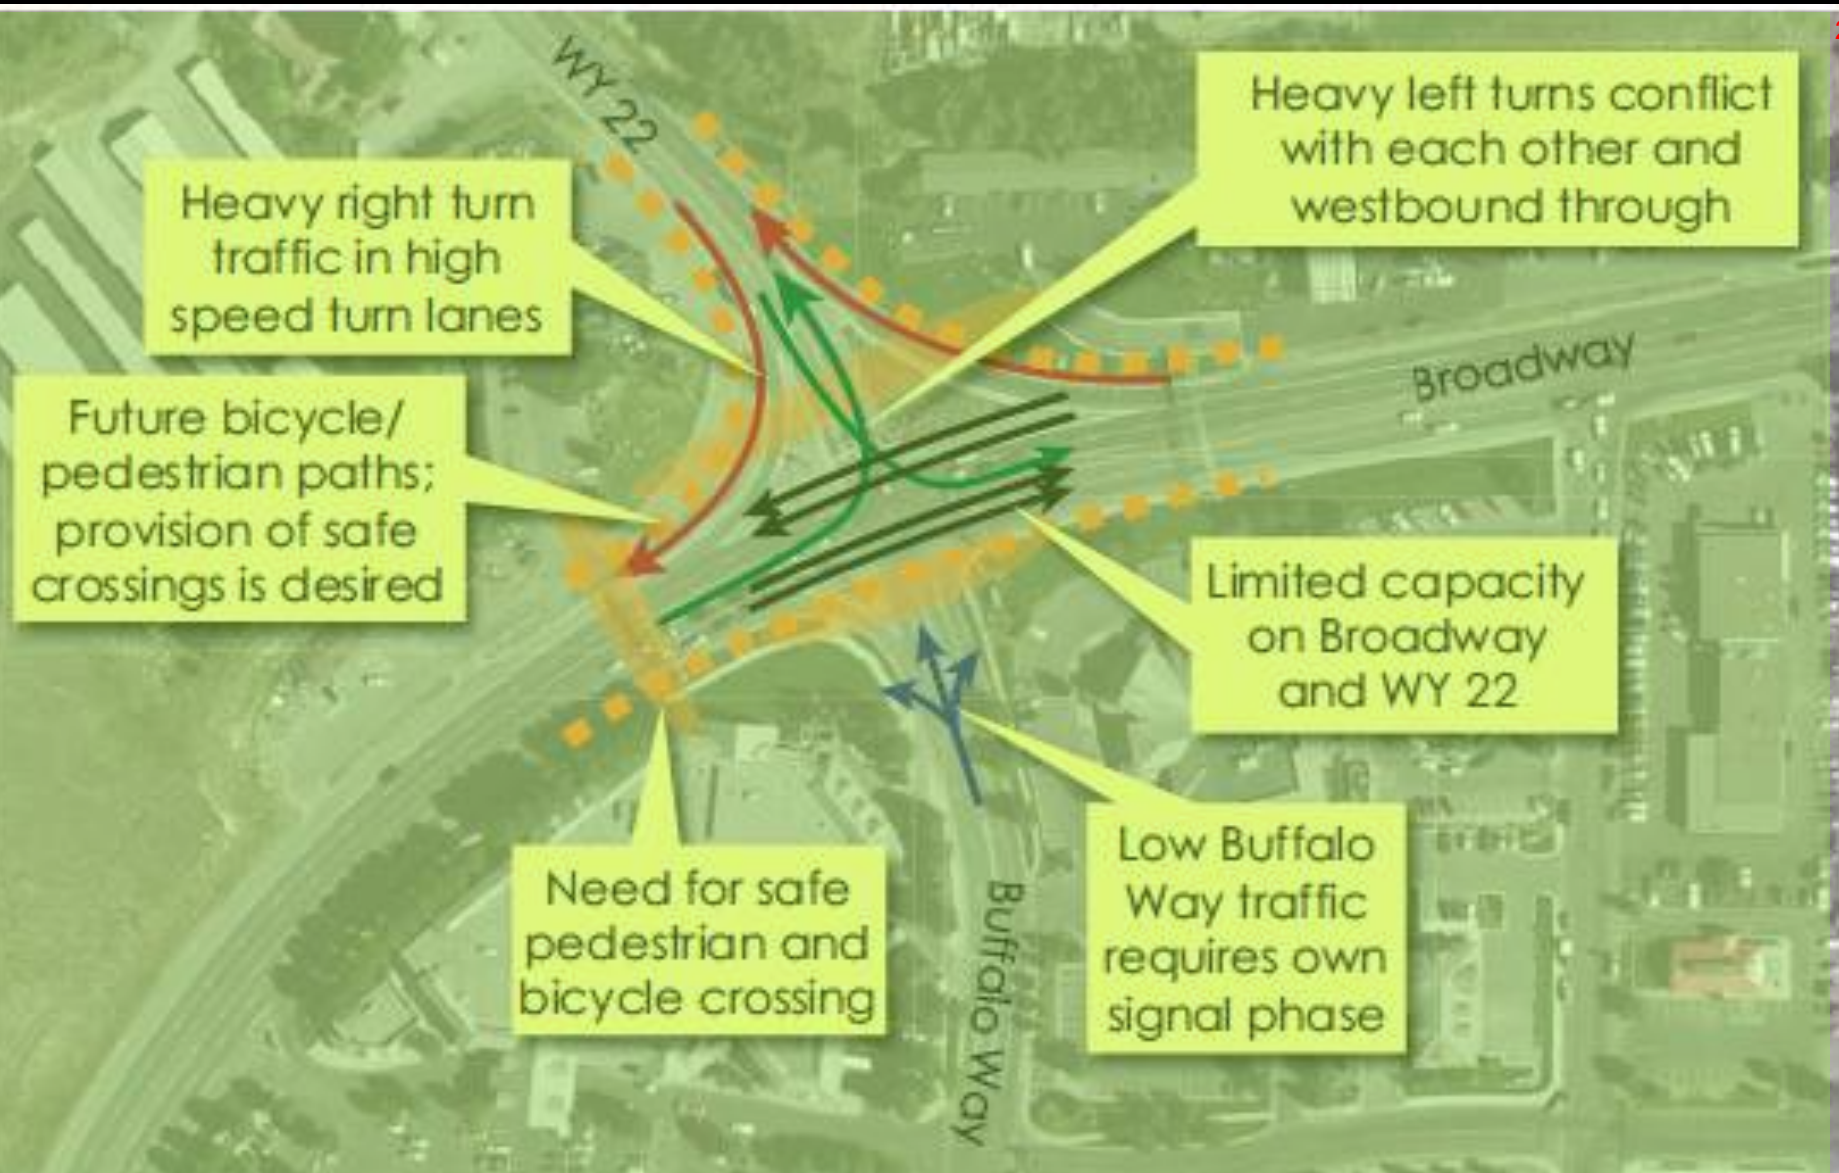 WY 22
Heavy left turns conflict
with each other and
westbound through
Heavy right turn
traffic in high
speed turn lanes
Broadway
Future bicycle/
pedestrian paths;
provision of safe
crossings is desired
Limited capacity
on Broadway
and WY 22
Need for safe
pedestrian and
bicycle crossing
Low Buffalo
Way traffic
requires own
signal phase
Buffalo Way